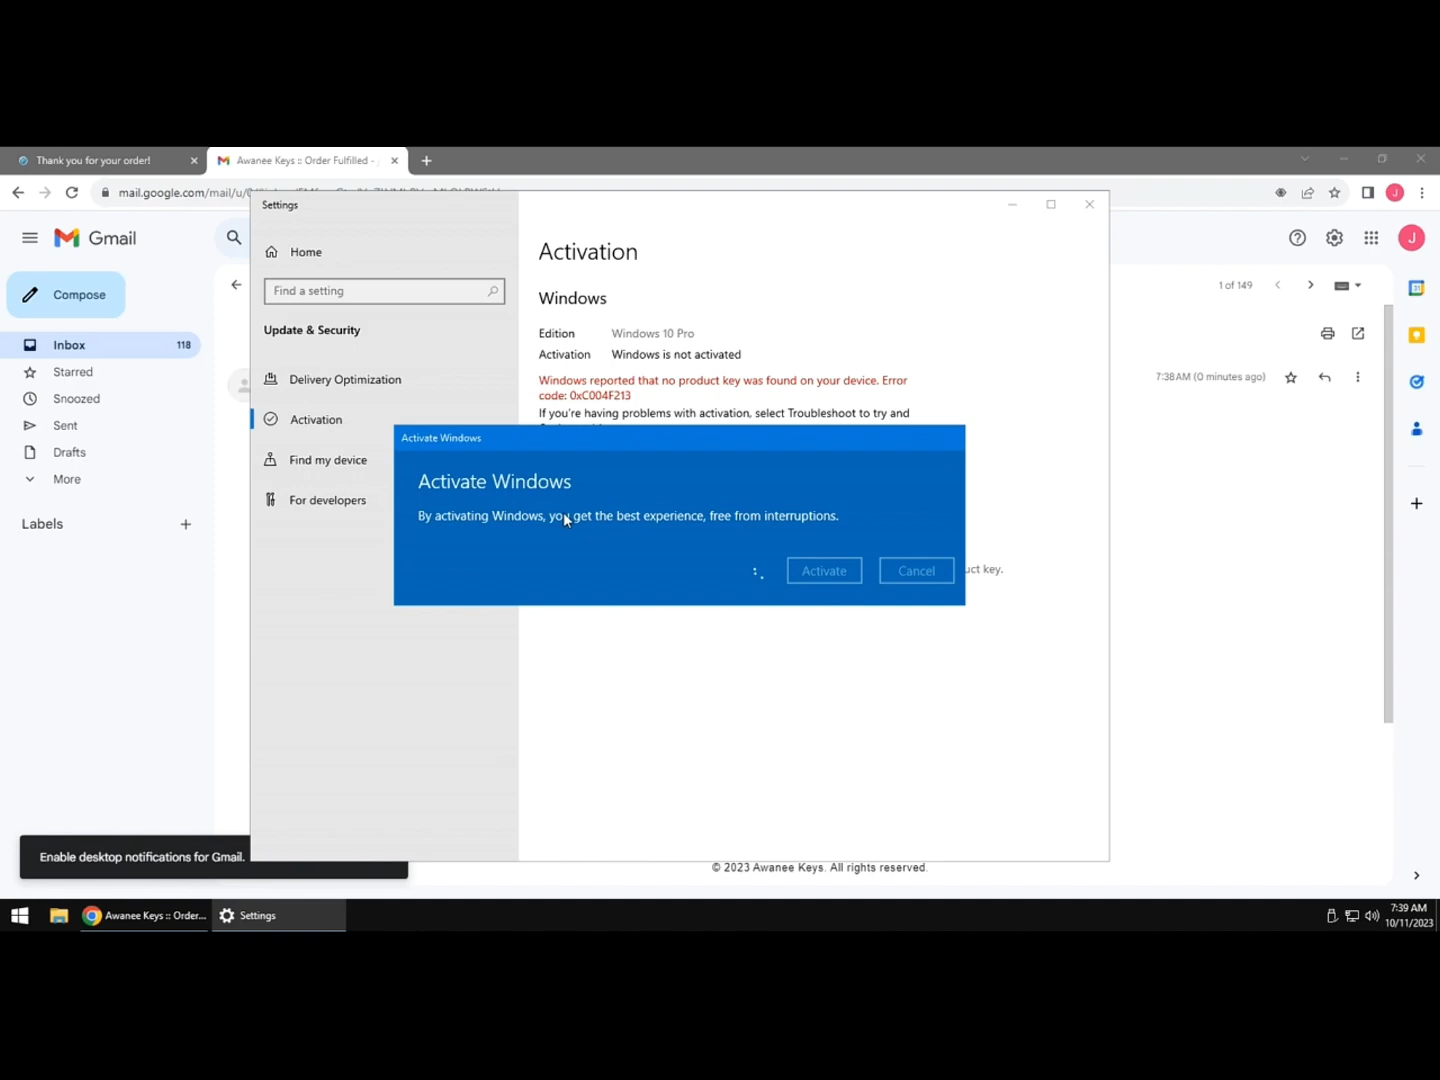 Thank you for your order!
Awanee Keys :: Order Fulfilled -
mail.google.com/mail/u/
Gmail
Compose
Inbox 118
Starred
Snoozed
Sent
Drafts
More
Labels
Settings
Home
Find a setting
Update & Security
Delivery Optimization
Activation
Find my device
For developers
Activation
Windows
Edition Windows 10 Pro
Activation Windows is not activated
Windows reported that no product key was found on your device. Error
code: 0xC004F213
If you're having problems with activation, select Troubleshoot to try and
Activate Windows
Activate Windows
By activating Windows, you get the best experience, free from interruptions.
Activate Cancel
uct key.
1 of 149
7:38AM (0 minutes ago)
J
J
31
Enable desktop notifications for Gmail.
© 2023 Awanee Keys. All rights reserved.
Awanee Keys :: Order...
Settings
7:39 AM
10/11/2023